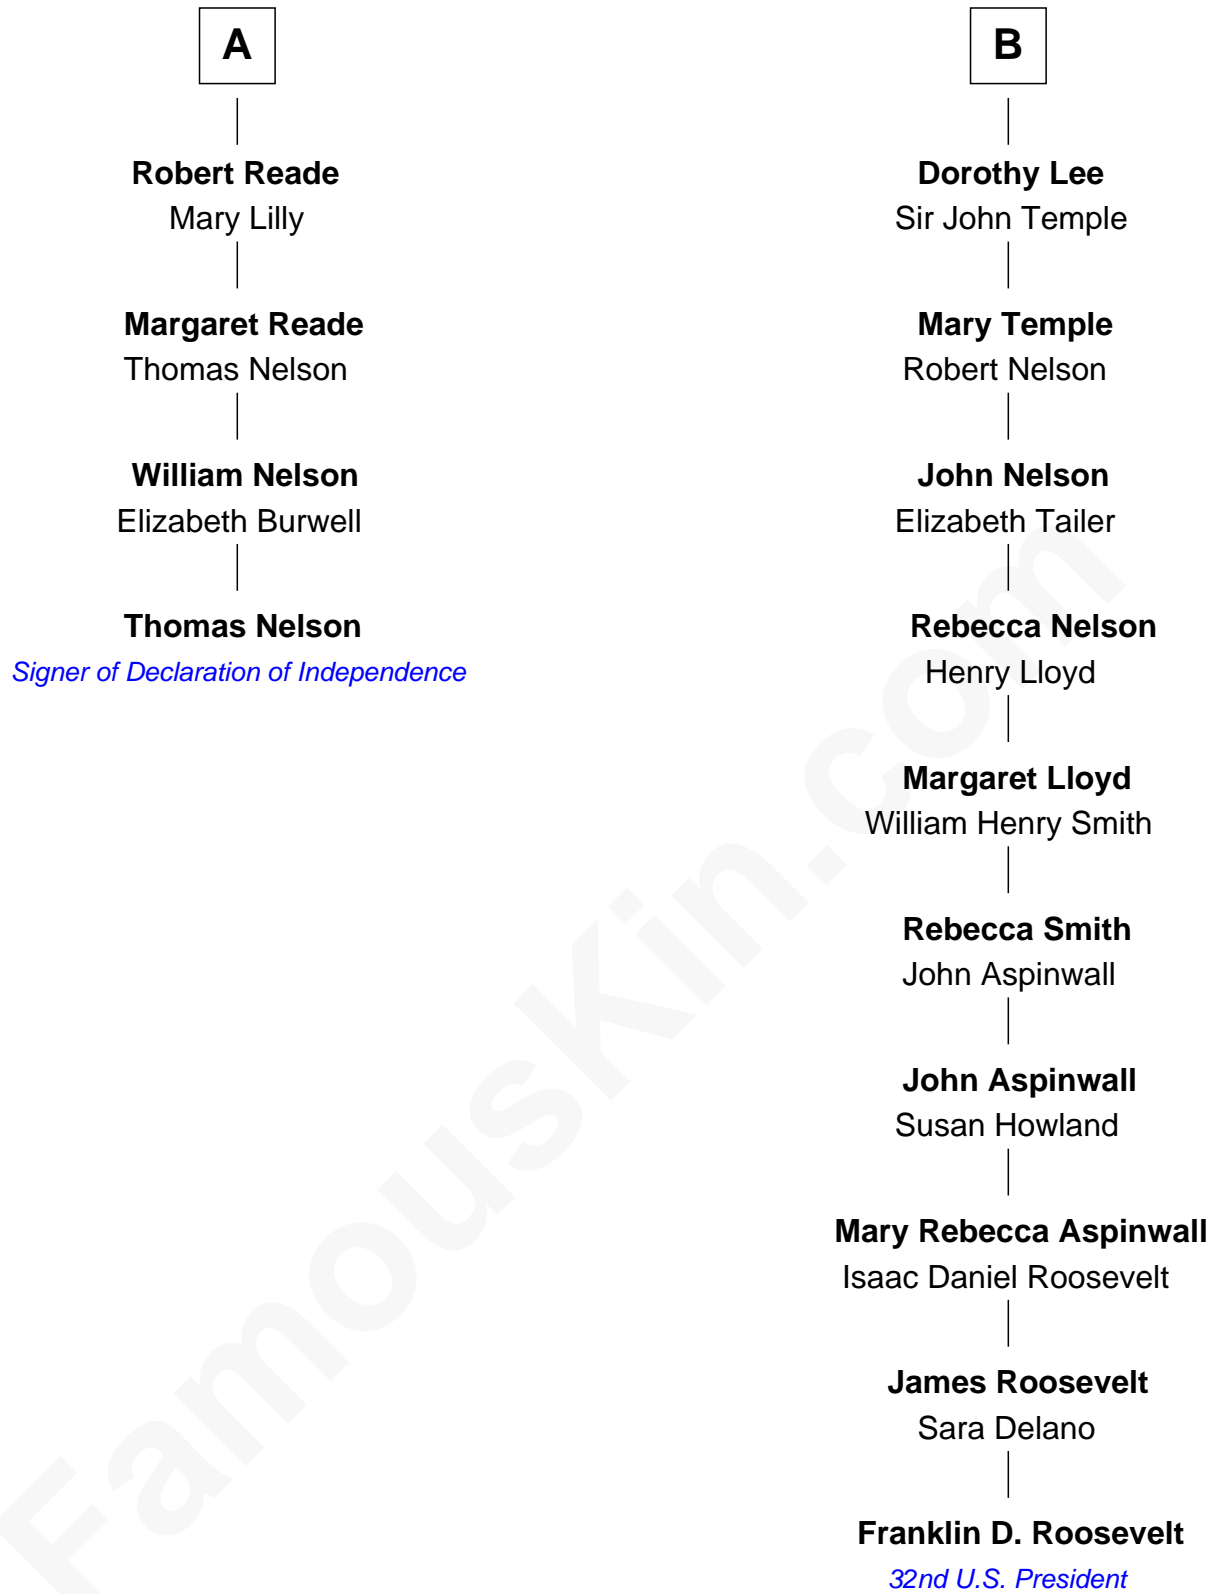 A
Robert Reade
Mary Lilly
Margaret Reade
Thomas Nelson
William Nelson
Elizabeth Burwell
Thomas Nelson
Signer of Declaration of Independence
B
Dorothy Lee
Sir John Temple
Mary Temple
Robert Nelson
John Nelson
Elizabeth Tailer
Rebecca Nelson
Henry Lloyd
Margaret Lloyd
William Henry Smith
Rebecca Smith
John Aspinwall
John Aspinwall
Susan Howland
Mary Rebecca Aspinwall
Isaac Daniel Roosevelt
James Roosevelt
Sara Delano
Franklin D. Roosevelt
32nd U.S. President
FamousKin.com